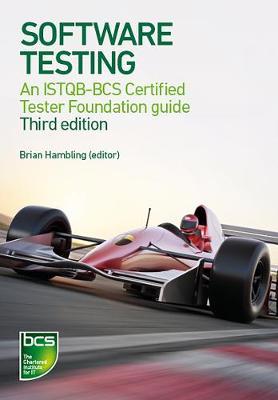 SOFTWARE
TESTING
An ISTQB-BCS Certified
Tester Foundation guide
Third edition
Brian Hambling (editor)
bcs
The
Chartered
Institute
for IT